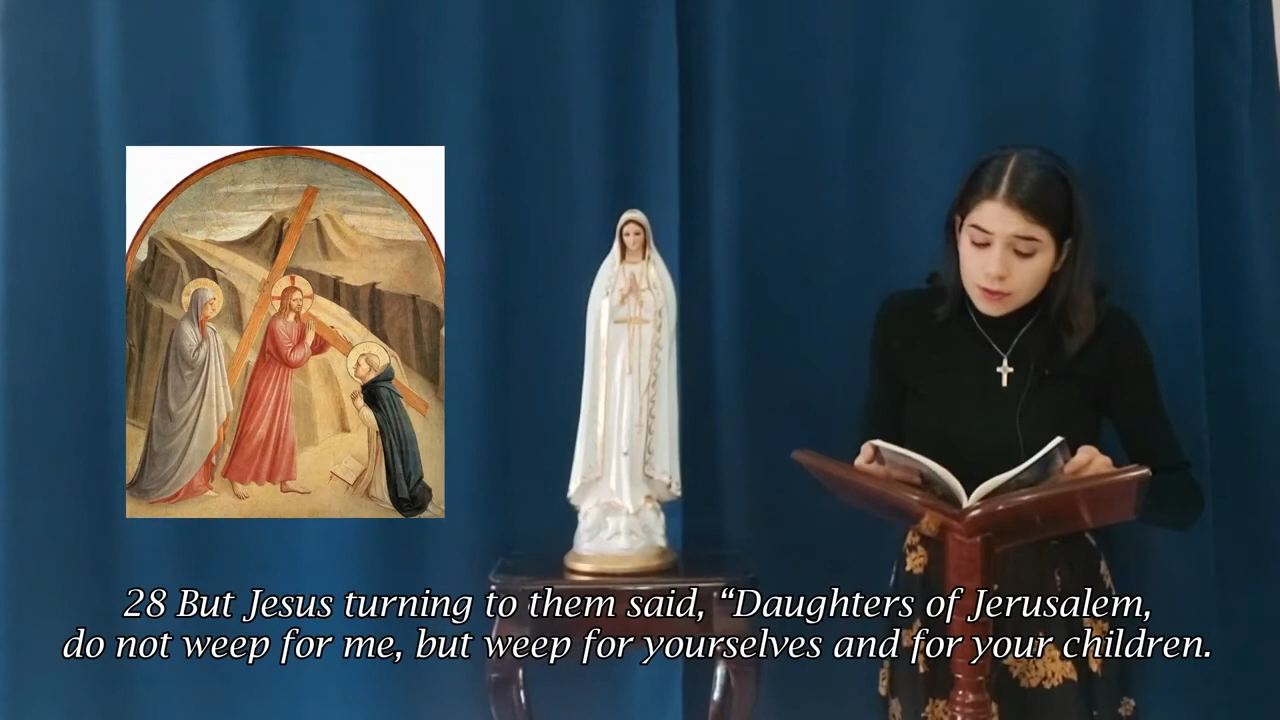 28 But Jesus turning to them said, “Daughters of Jerusalem,
do not weep for me, but weep for yourselves and for your children.